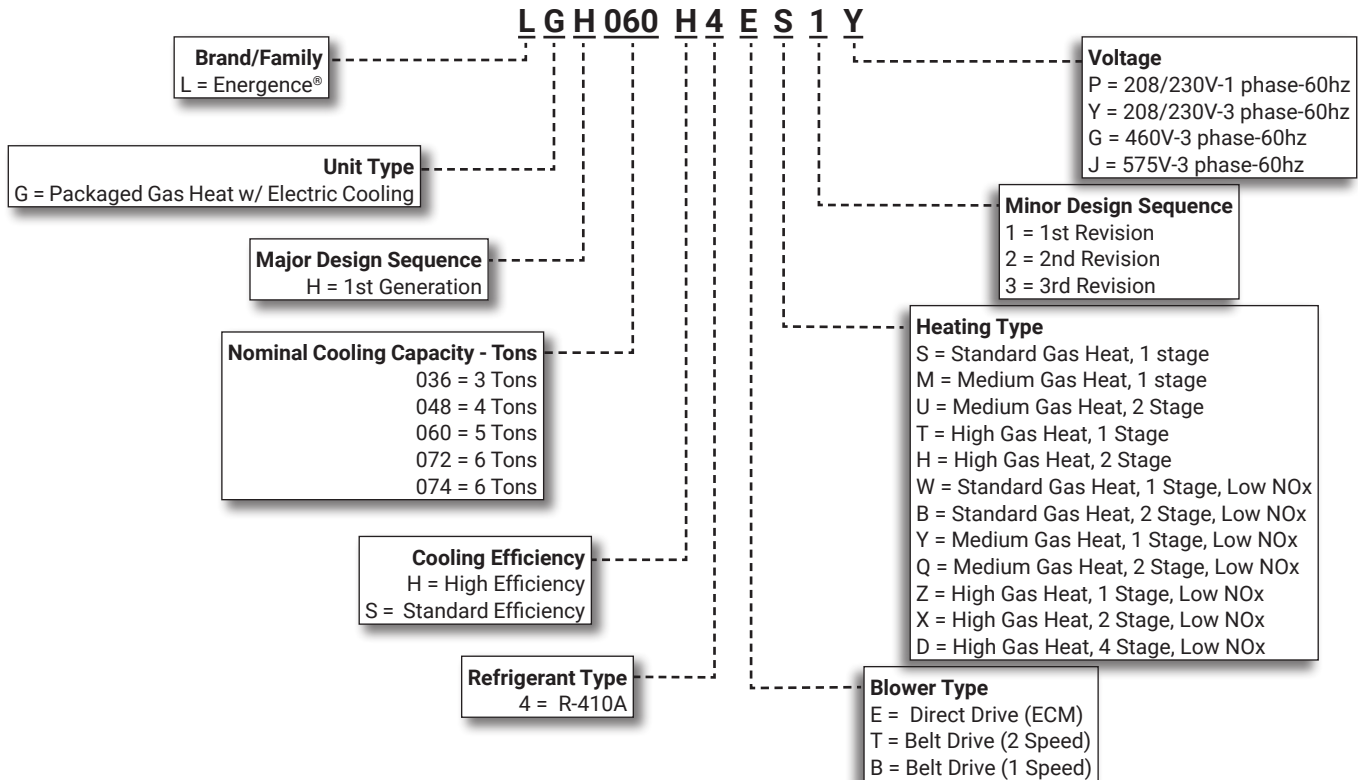 L G H 060 H 4 E S 1 Y
Brand/Family
L = Energence®
Unit Type
G = Packaged Gas Heat w/ Electric Cooling
Major Design Sequence
H = 1st Generation
Nominal Cooling Capacity - Tons
036 = 3 Tons
048 = 4 Tons
060 = 5 Tons
072 = 6 Tons
074 = 6 Tons
Cooling Efficiency
H = High Efficiency
S = Standard Efficiency
Refrigerant Type
4 = R-410A
Voltage
P = 208/230V-1 phase-60hz
Y = 208/230V-3 phase-60hz
G = 460V-3 phase-60hz
J = 575V-3 phase-60hz
Minor Design Sequence
1 = 1st Revision
2 = 2nd Revision
3 = 3rd Revision
Heating Type
S = Standard Gas Heat, 1 stage
M = Medium Gas Heat, 1 stage
U = Medium Gas Heat, 2 Stage
T = High Gas Heat, 1 Stage
H = High Gas Heat, 2 Stage
W = Standard Gas Heat, 1 Stage, Low NOx
B = Standard Gas Heat, 2 Stage, Low NOx
Y = Medium Gas Heat, 1 Stage, Low NOx
Q = Medium Gas Heat, 2 Stage, Low NOx
Z = High Gas Heat, 1 Stage, Low NOx
X = High Gas Heat, 2 Stage, Low NOx
D = High Gas Heat, 4 Stage, Low NOx
Blower Type
E = Direct Drive (ECM)
T = Belt Drive (2 Speed)
B = Belt Drive (1 Speed)